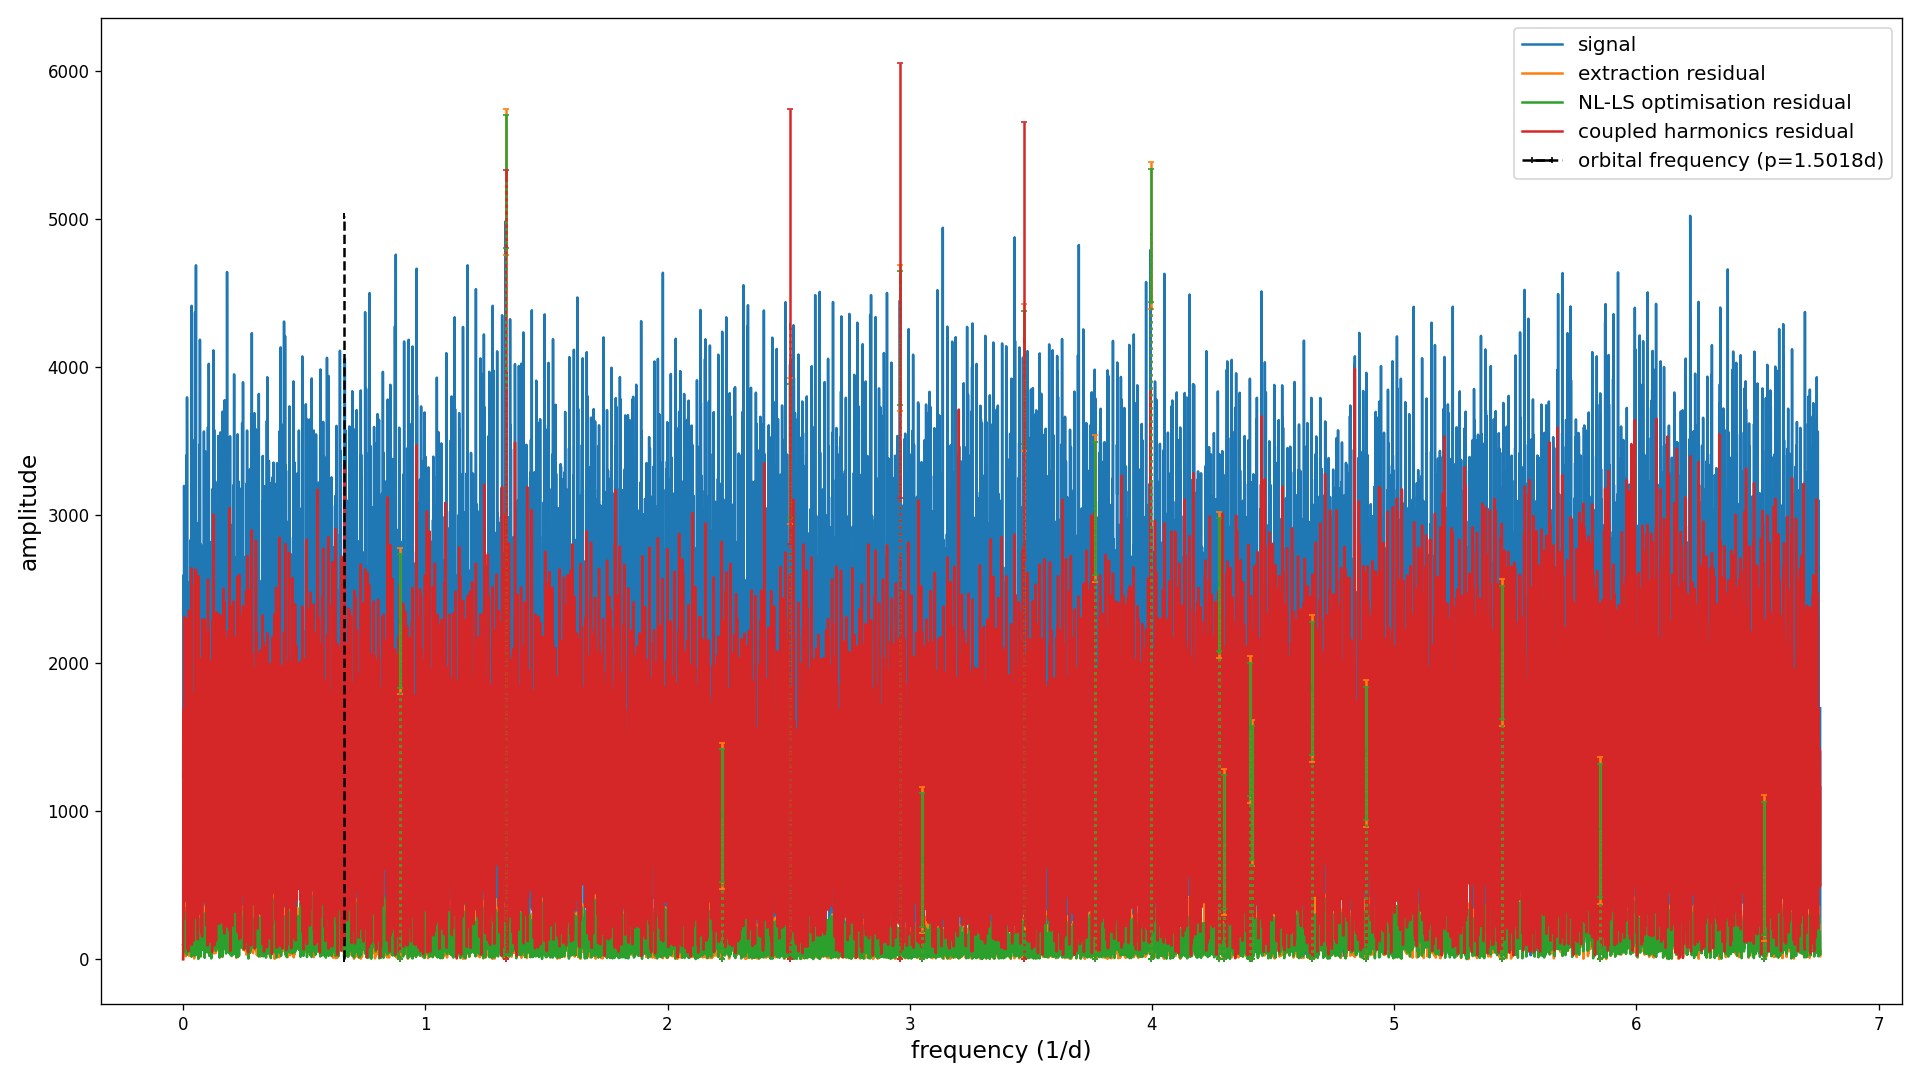 signal
extraction residual
NL-LS optimisation residual
coupled harmonics residual
orbital frequency (p=1.5018d)
amplitude
6000
5000
4000
3000
2000
1000
0
0 1 2 3 4 5 6 7
frequency (1/d)